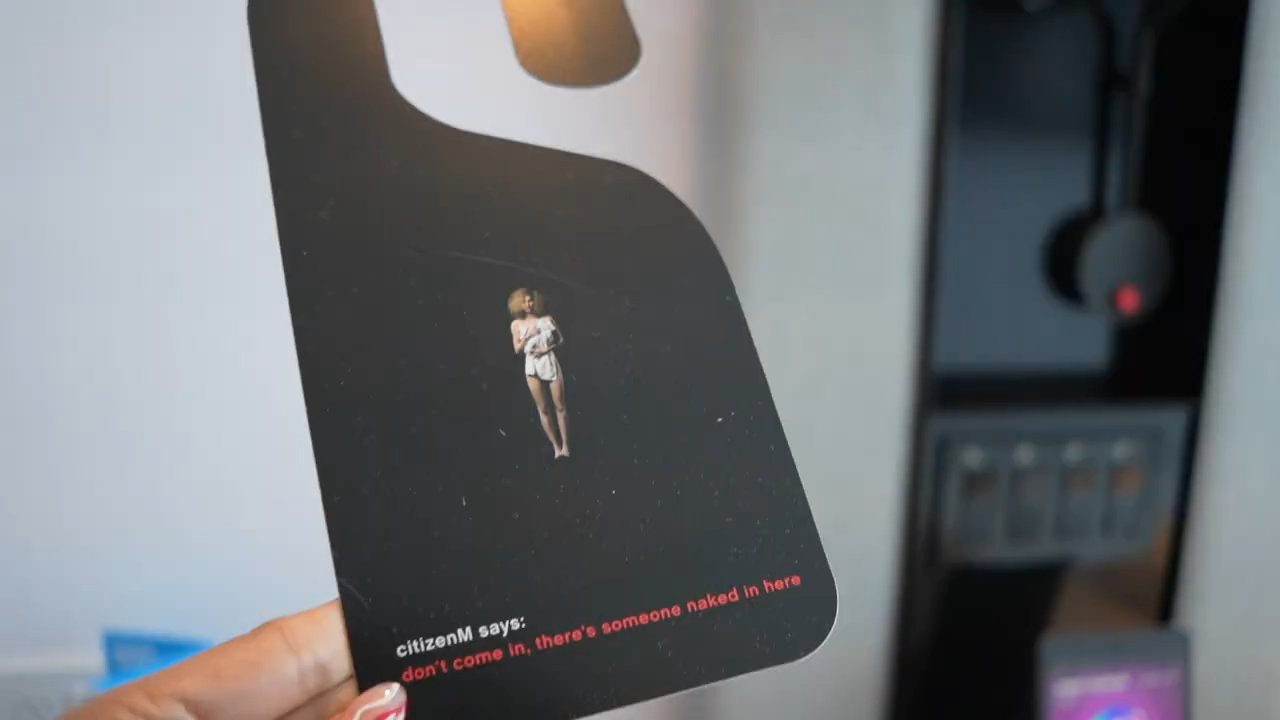 citizenM says:
don't come in, there's someone naked in here